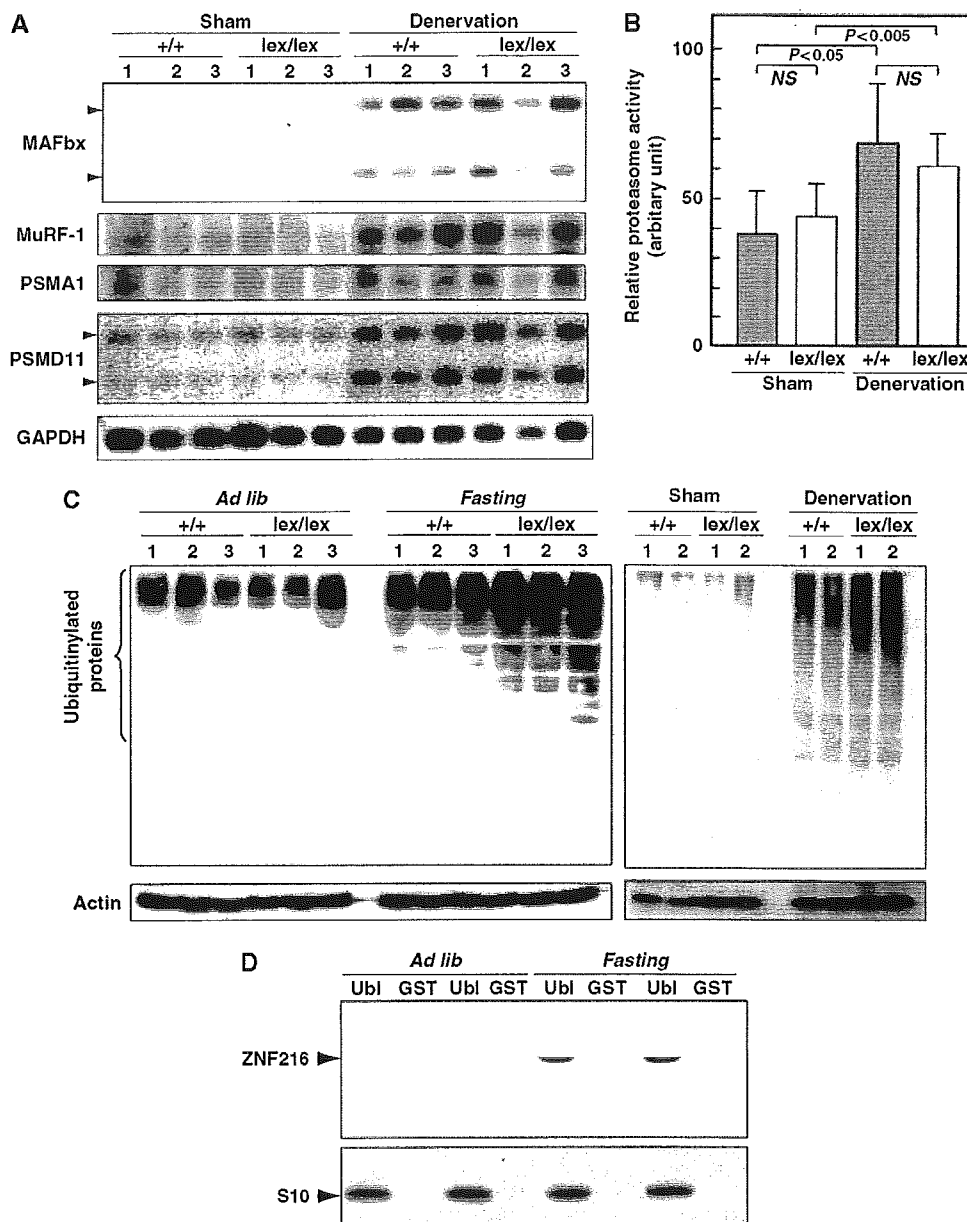 A
Sham
Denervation
+/+ lex/lex +/+ lex/lex
1 2 3 1 2 3 1 2 3 1 2 3
MAFbx
MuRF-1
PSMA1
PSMD11
GAPDH
B
Relative proteasome activity
(arbitary unit)
100
50
0
P<0.005
P<0.05
NS
NS
+/+ lex/lex +/+ lex/lex
Sham Denervation
C
Ad lib
Fasting
Sham
Denervation
+/+ lex/lex +/+ lex/lex +/+ lex/lex +/+ lex/lex
1 2 3 1 2 3 1 2 3 1 2 3 1 2 1 2 1 2 1 2
Ubiquitinylated
proteins
Actin
D
Ad lib
Fasting
Ubl GST Ubl GST Ubl GST Ubl GST
ZNF216
S10